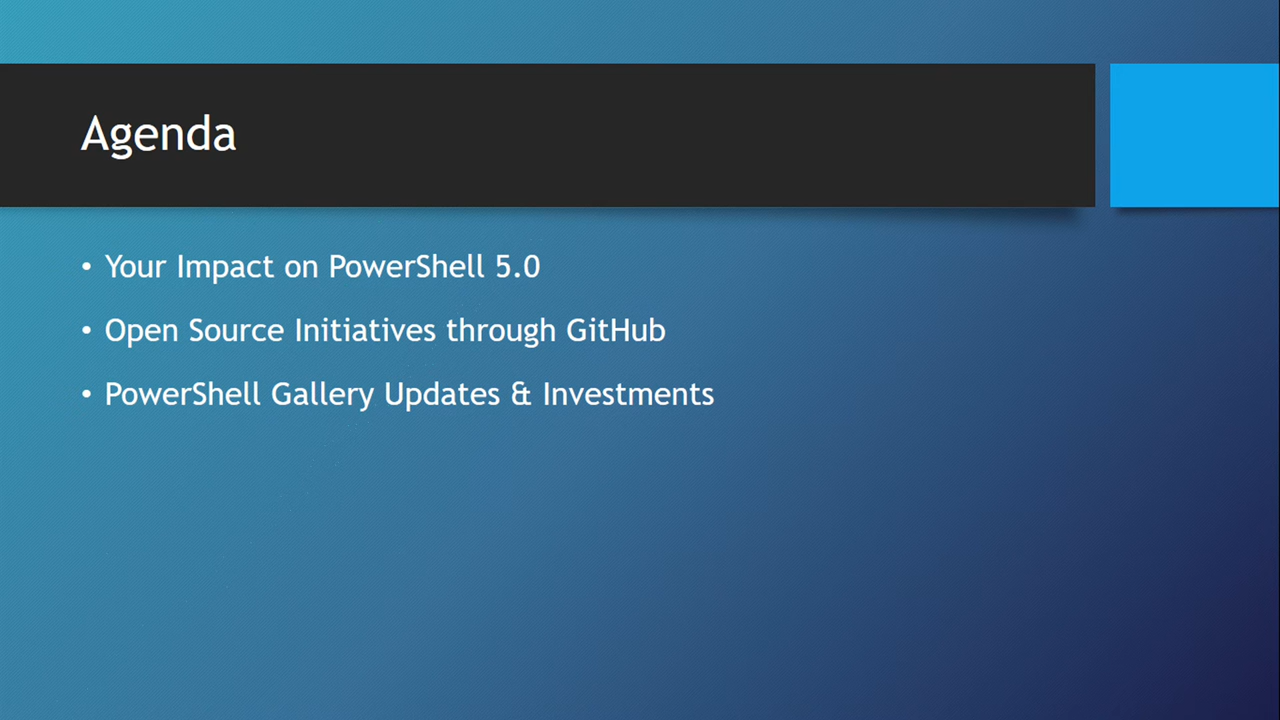 Agenda
• Your Impact on PowerShell 5.0
• Open Source Initiatives through GitHub
• PowerShell Gallery Updates & Investments